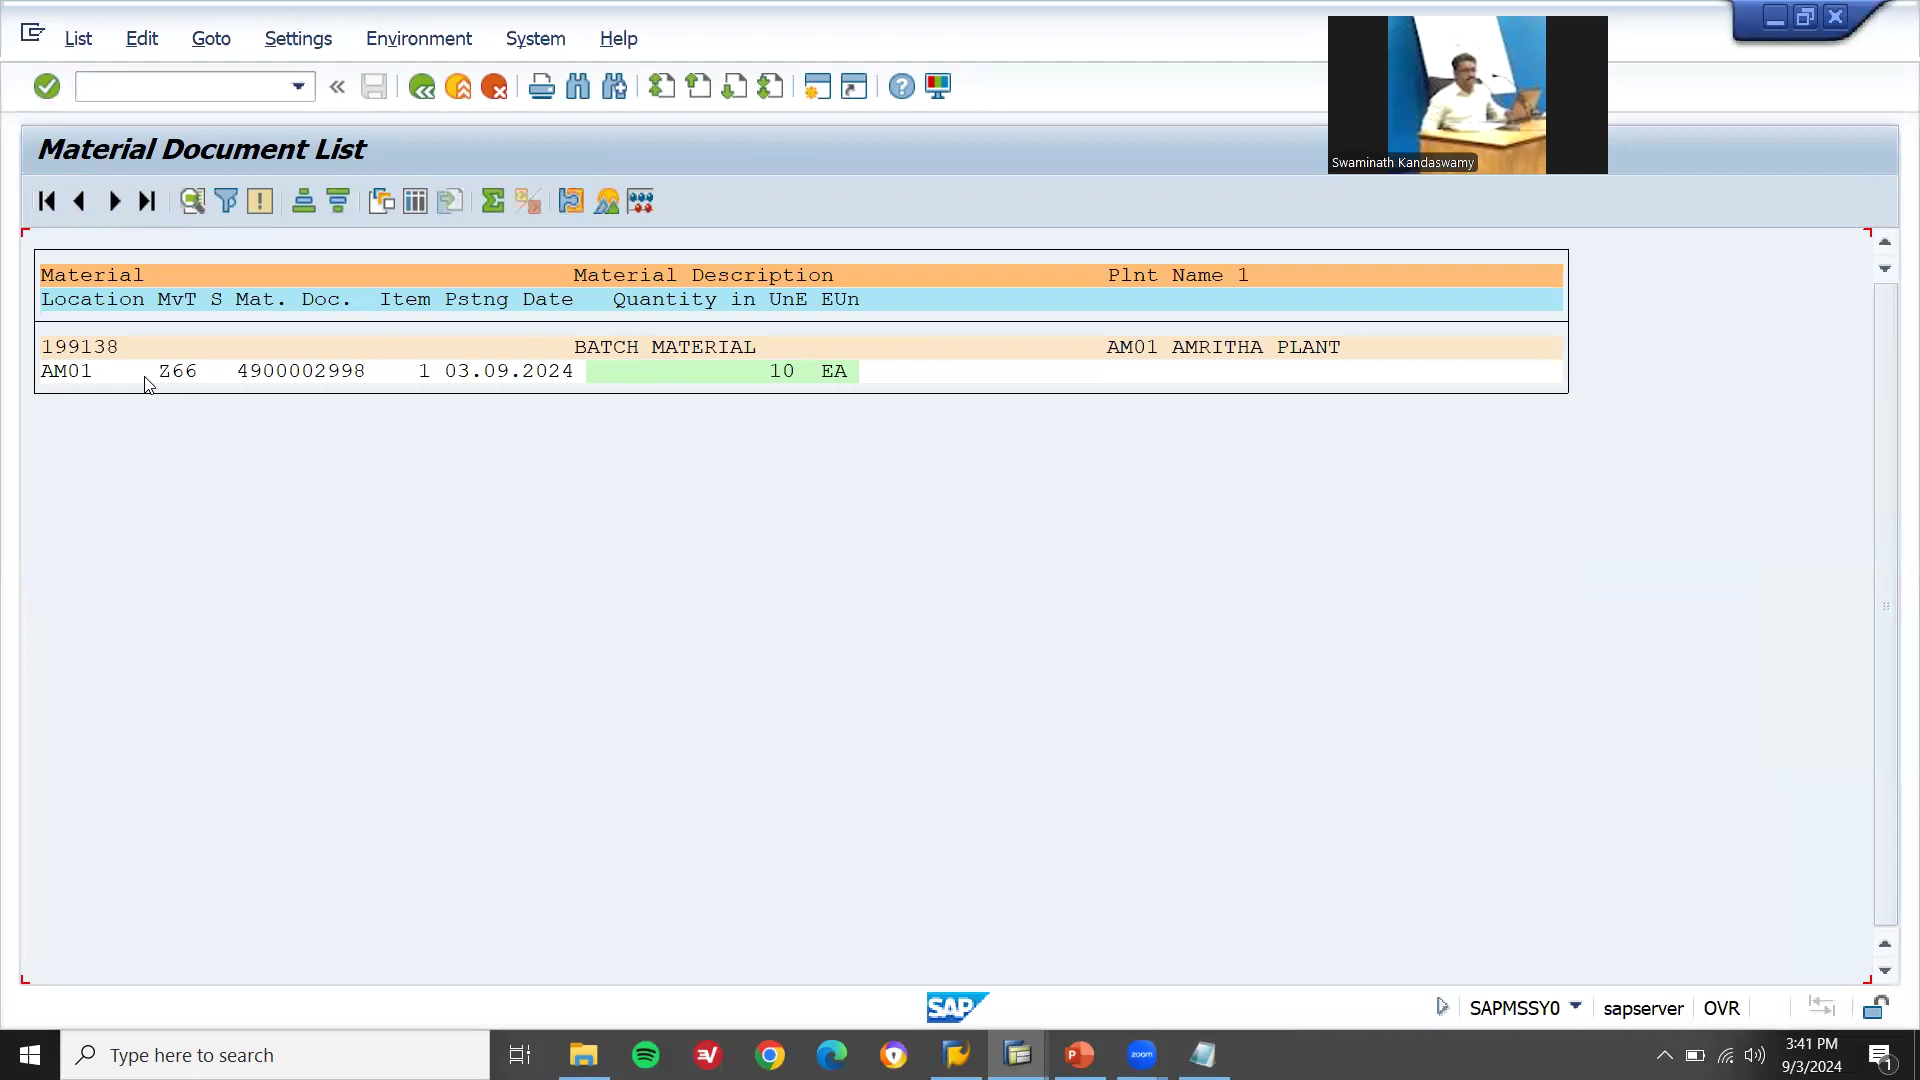 List Edit Goto Settings Environment System Help
Swaminath Kandaswamy
Material Document List
Material Material Description Plnt Name 1
Location MvT S Mat. Doc. Item Pstng Date Quantity in UnE EUn
199138 BATCH MATERIAL AM01 AMRITHA PLANT
AM01 Z66 4900002998 1 03.09.2024 10 EA
SAP
SAPMSSY0 sapserver OVR
Type here to search
EV
P
zoom
3:41 PM
9/3/2024
1